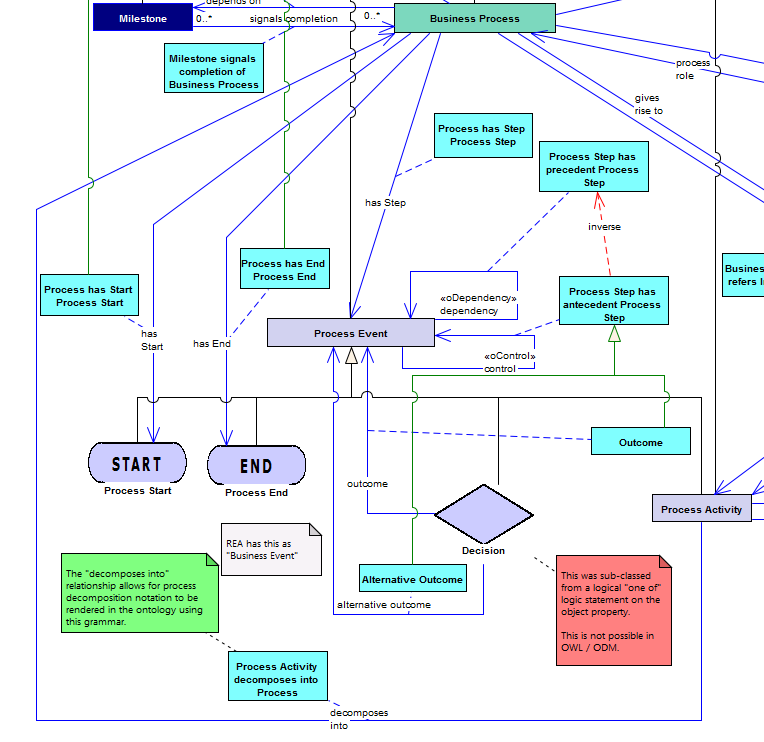 depends on
Milestone
0..*
signals completion
0..*
Business Process
Milestone signals
completion of
Business Process
process
role
gives
rise to
Process has Step
Process Step
Process Step has
precedent Process
Step
has Step
inverse
Process has Start
Process Start
Process has End
Process End
Process Step has
antecedent Process
Step
«oDependency»
dependency
has
Start
has End
Process Event
«oControl»
control
START
Process Start
END
Process End
Outcome
outcome
Process Activity
Decision
REA has this as
"Business Event"
The "decomposes into"
relationship allows for process
decomposition notation to be
rendered in the ontology using
this grammar.
Alternative Outcome
alternative outcome
This was sub-classed
from a logical "one of"
logic statement on the
object property.
This is not possible in
OWL / ODM.
Process Activity
decomposes into
Process
decomposes
into